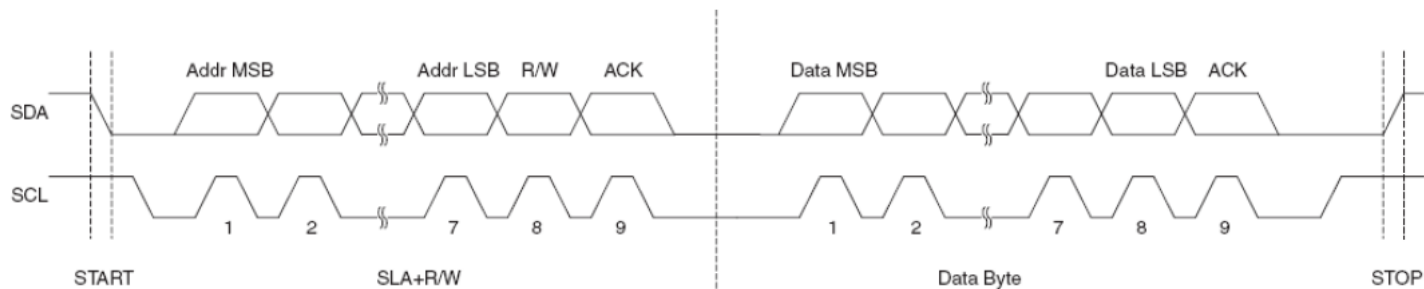 Addr MSB Addr LSB R/W ACK Data MSB Data LSB ACK
SDA
SCL
1 2 7 8 9 1 2 7 8 9
START SLA+R/W Data Byte STOP